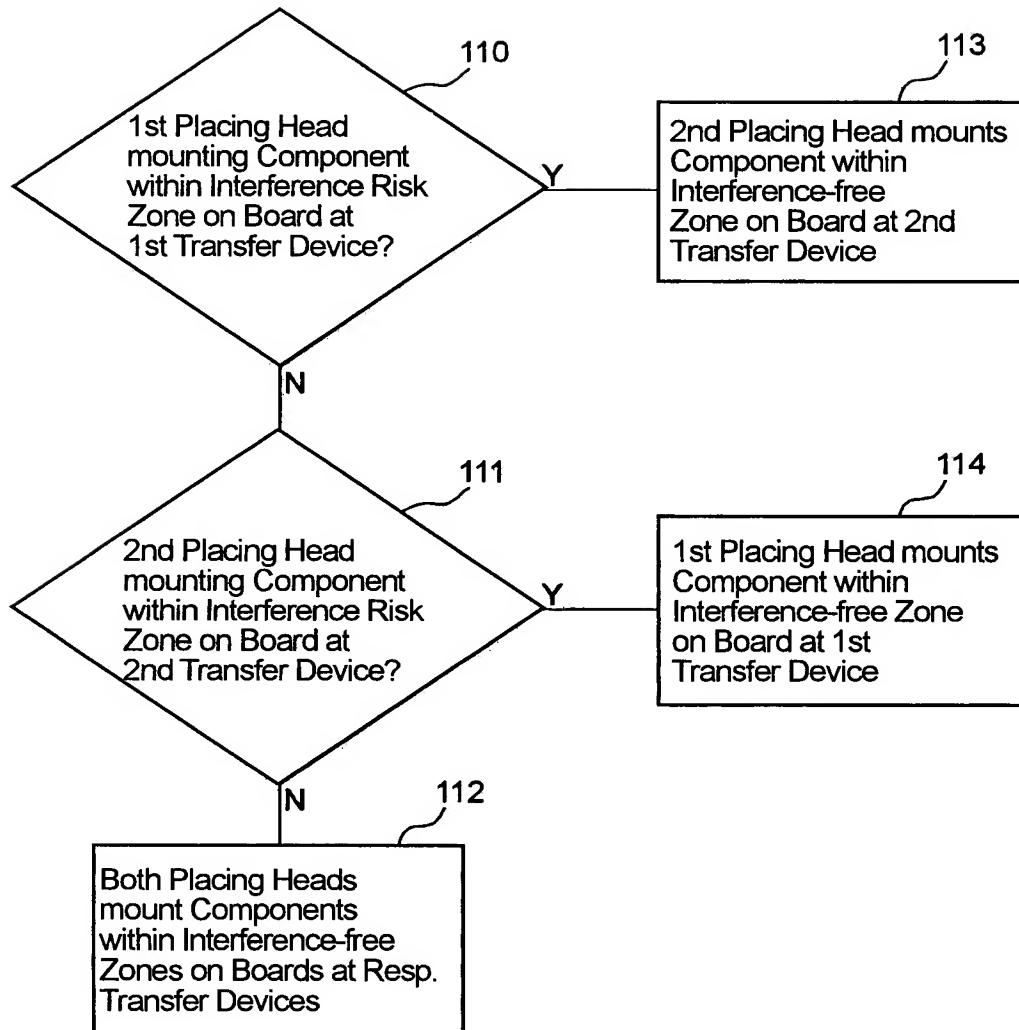 110
1st Placing Head
mounting Component
within Interference Risk
Zone on Board at
1st Transfer Device?
Y
N
113
2nd Placing Head mounts
Component within
Interference-free
Zone on Board at 2nd
Transfer Device
111
2nd Placing Head
mounting Component
within Interference Risk
Zone on Board at
2nd Transfer Device?
Y
N
114
1st Placing Head mounts
Component within
Interference-free Zone
on Board at 1st
Transfer Device
112
Both Placing Heads
mount Components
within Interference-free
Zones on Boards at Resp.
Transfer Devices